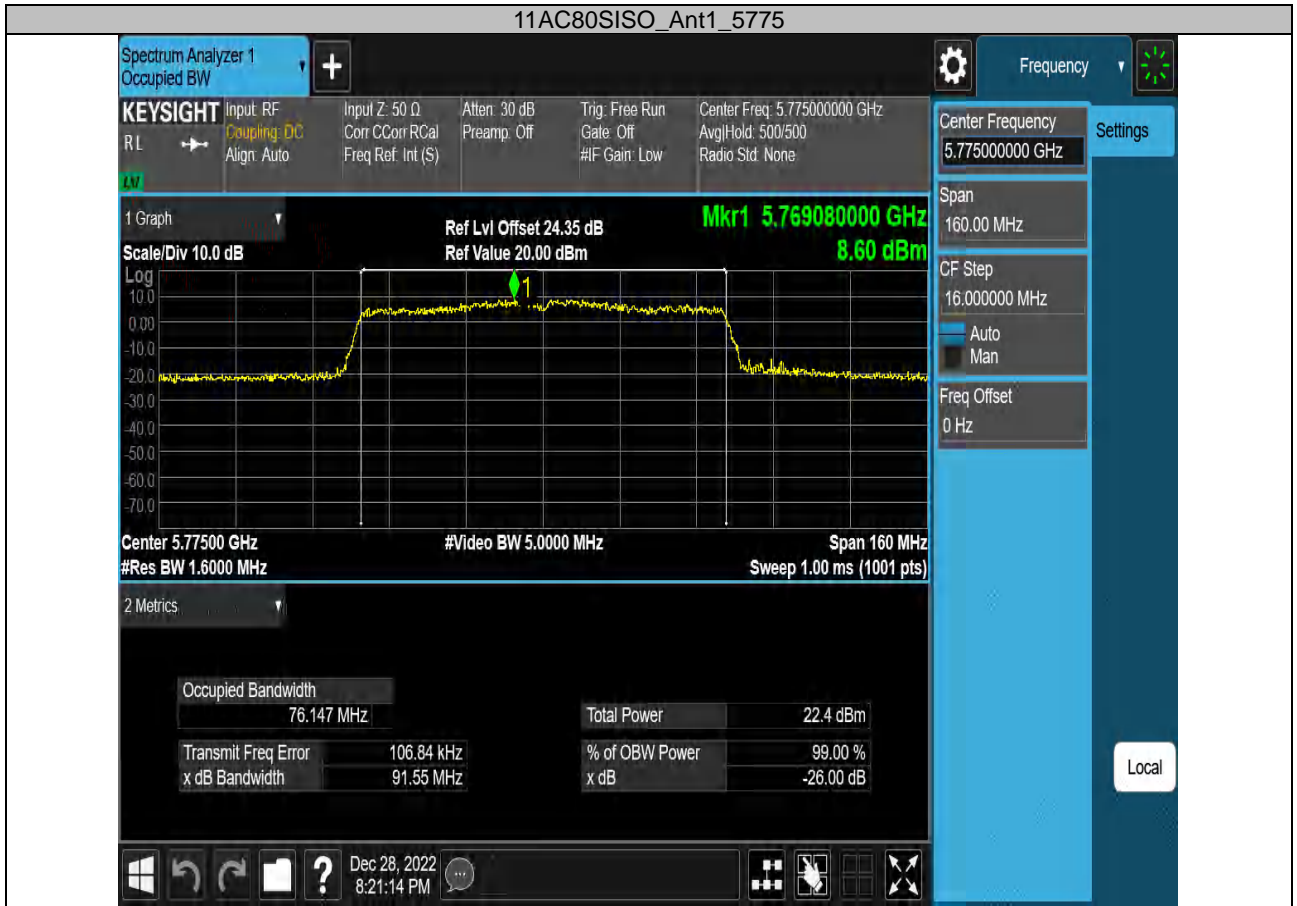 11AC80SISO_Ant1_5775
Spectrum Analyzer 1
Occupied BW
Frequency
KEYSIGHT
R L
Input: RF
Coupling: DC
Align: Auto
Input Z: 50 Ω
Corr CCorr RCal
Freq Ref: Int (S)
Atten: 30 dB
Preamp: Off
Trig: Free Run
Gate: Off
#IF Gain: Low
Center Freq: 5.775000000 GHz
Avg|Hold: 500/500
Radio Std: None
1 Graph
Scale/Div 10.0 dB
Ref Lvl Offset 24.35 dB
Ref Value 20.00 dBm
Mkr1 5.769080000 GHz
8.60 dBm
Log
10.0
0.00
-10.0
-20.0
-30.0
-40.0
-50.0
-60.0
-70.0
1
Center 5.77500 GHz
#Res BW 1.6000 MHz
#Video BW 5.0000 MHz
Span 160 MHz
Sweep 1.00 ms (1001 pts)
2 Metrics
Occupied Bandwidth
76.147 MHz
Transmit Freq Error 106.84 kHz
x dB Bandwidth 91.55 MHz
Total Power 22.4 dBm
% of OBW Power 99.00 %
x dB -26.00 dB
Center Frequency
5.775000000 GHz
Settings
Span
160.00 MHz
CF Step
16.000000 MHz
Auto
Man
Freq Offset
0 Hz
Local
?
Dec 28, 2022
8:21:14 PM